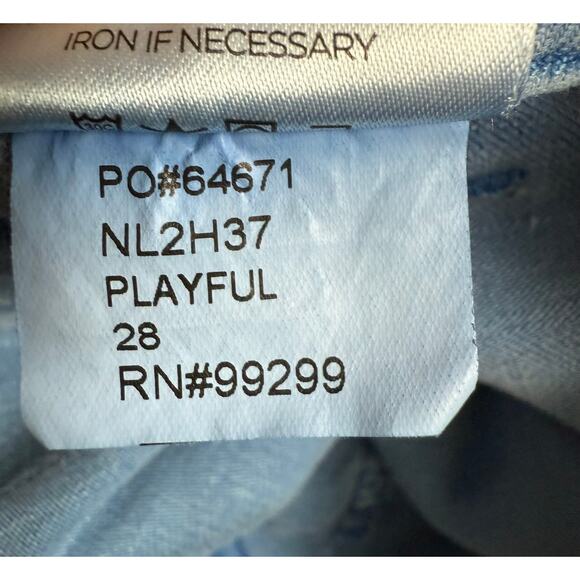 IRON IF NECESSARY
PO#64671
NL2H37
PLAYFUL
28
RN#99299